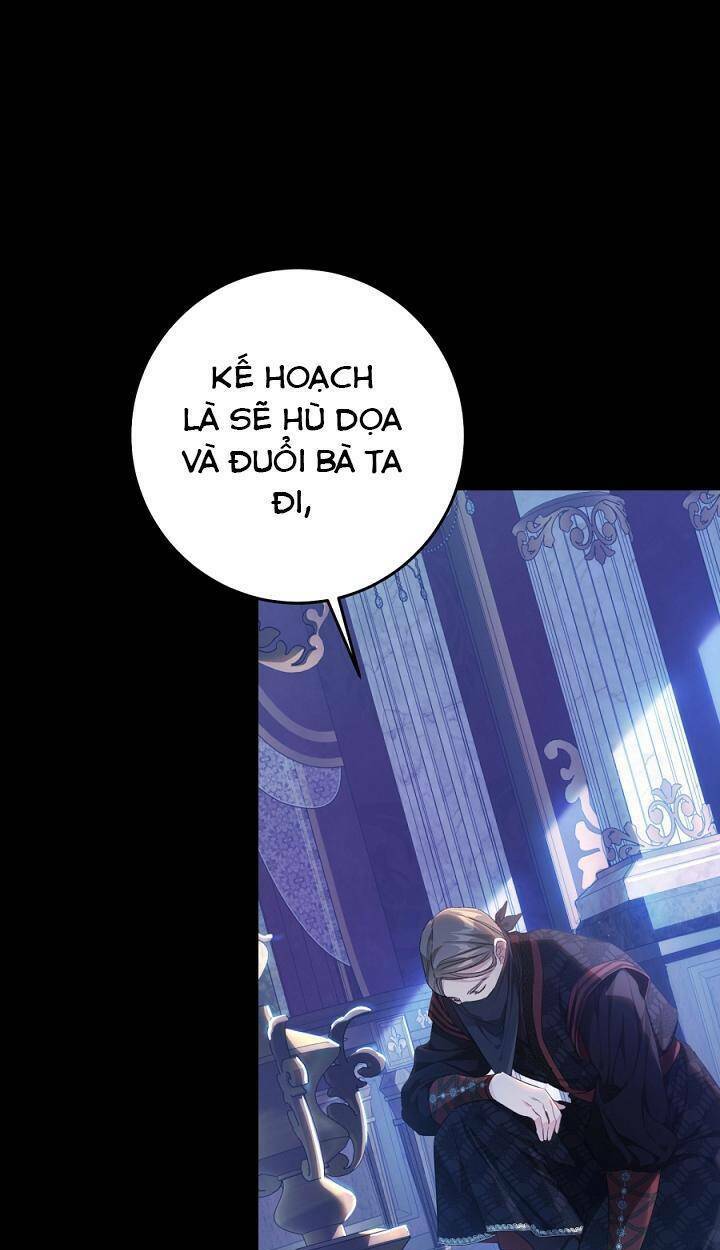 KẾ HOẠCH
LÀ SẼ HÙ DỌA
VÀ ĐUỔI BÀ TA
ĐI,